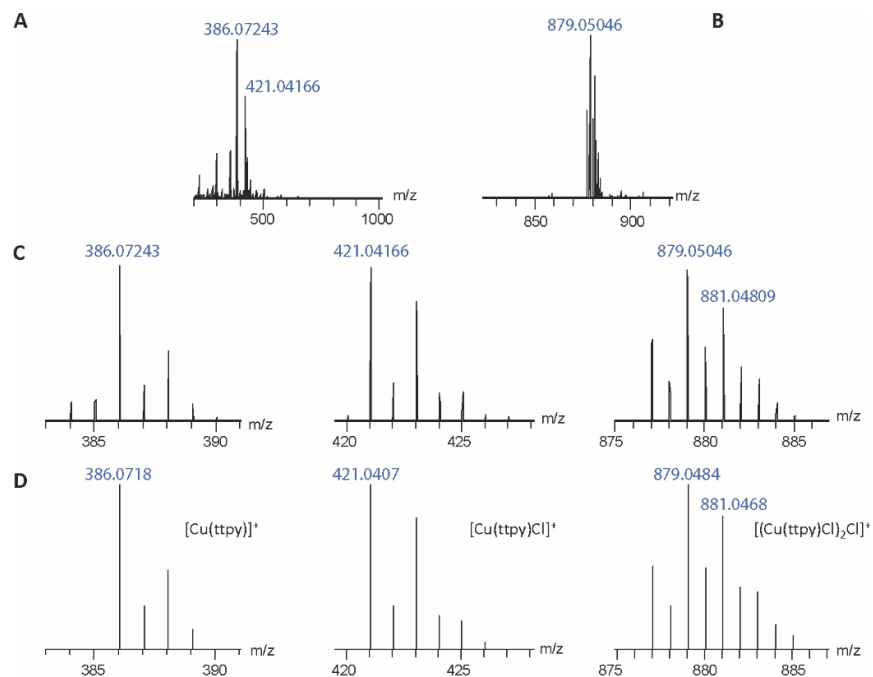 A
386.07243
421.04166
m/z
500
1000
879.05046
B
m/z
850
900
C
386.07243
m/z
385
390
421.04166
m/z
420
425
879.05046
881.04809
m/z
875
880
885
D
386.0718
[Cu(ttpy)]⁺
m/z
385
390
421.0407
[Cu(ttpy)Cl]⁺
m/z
420
425
879.0484
881.0468
[(Cu(ttpy)Cl)₂Cl]⁺
m/z
875
880
885